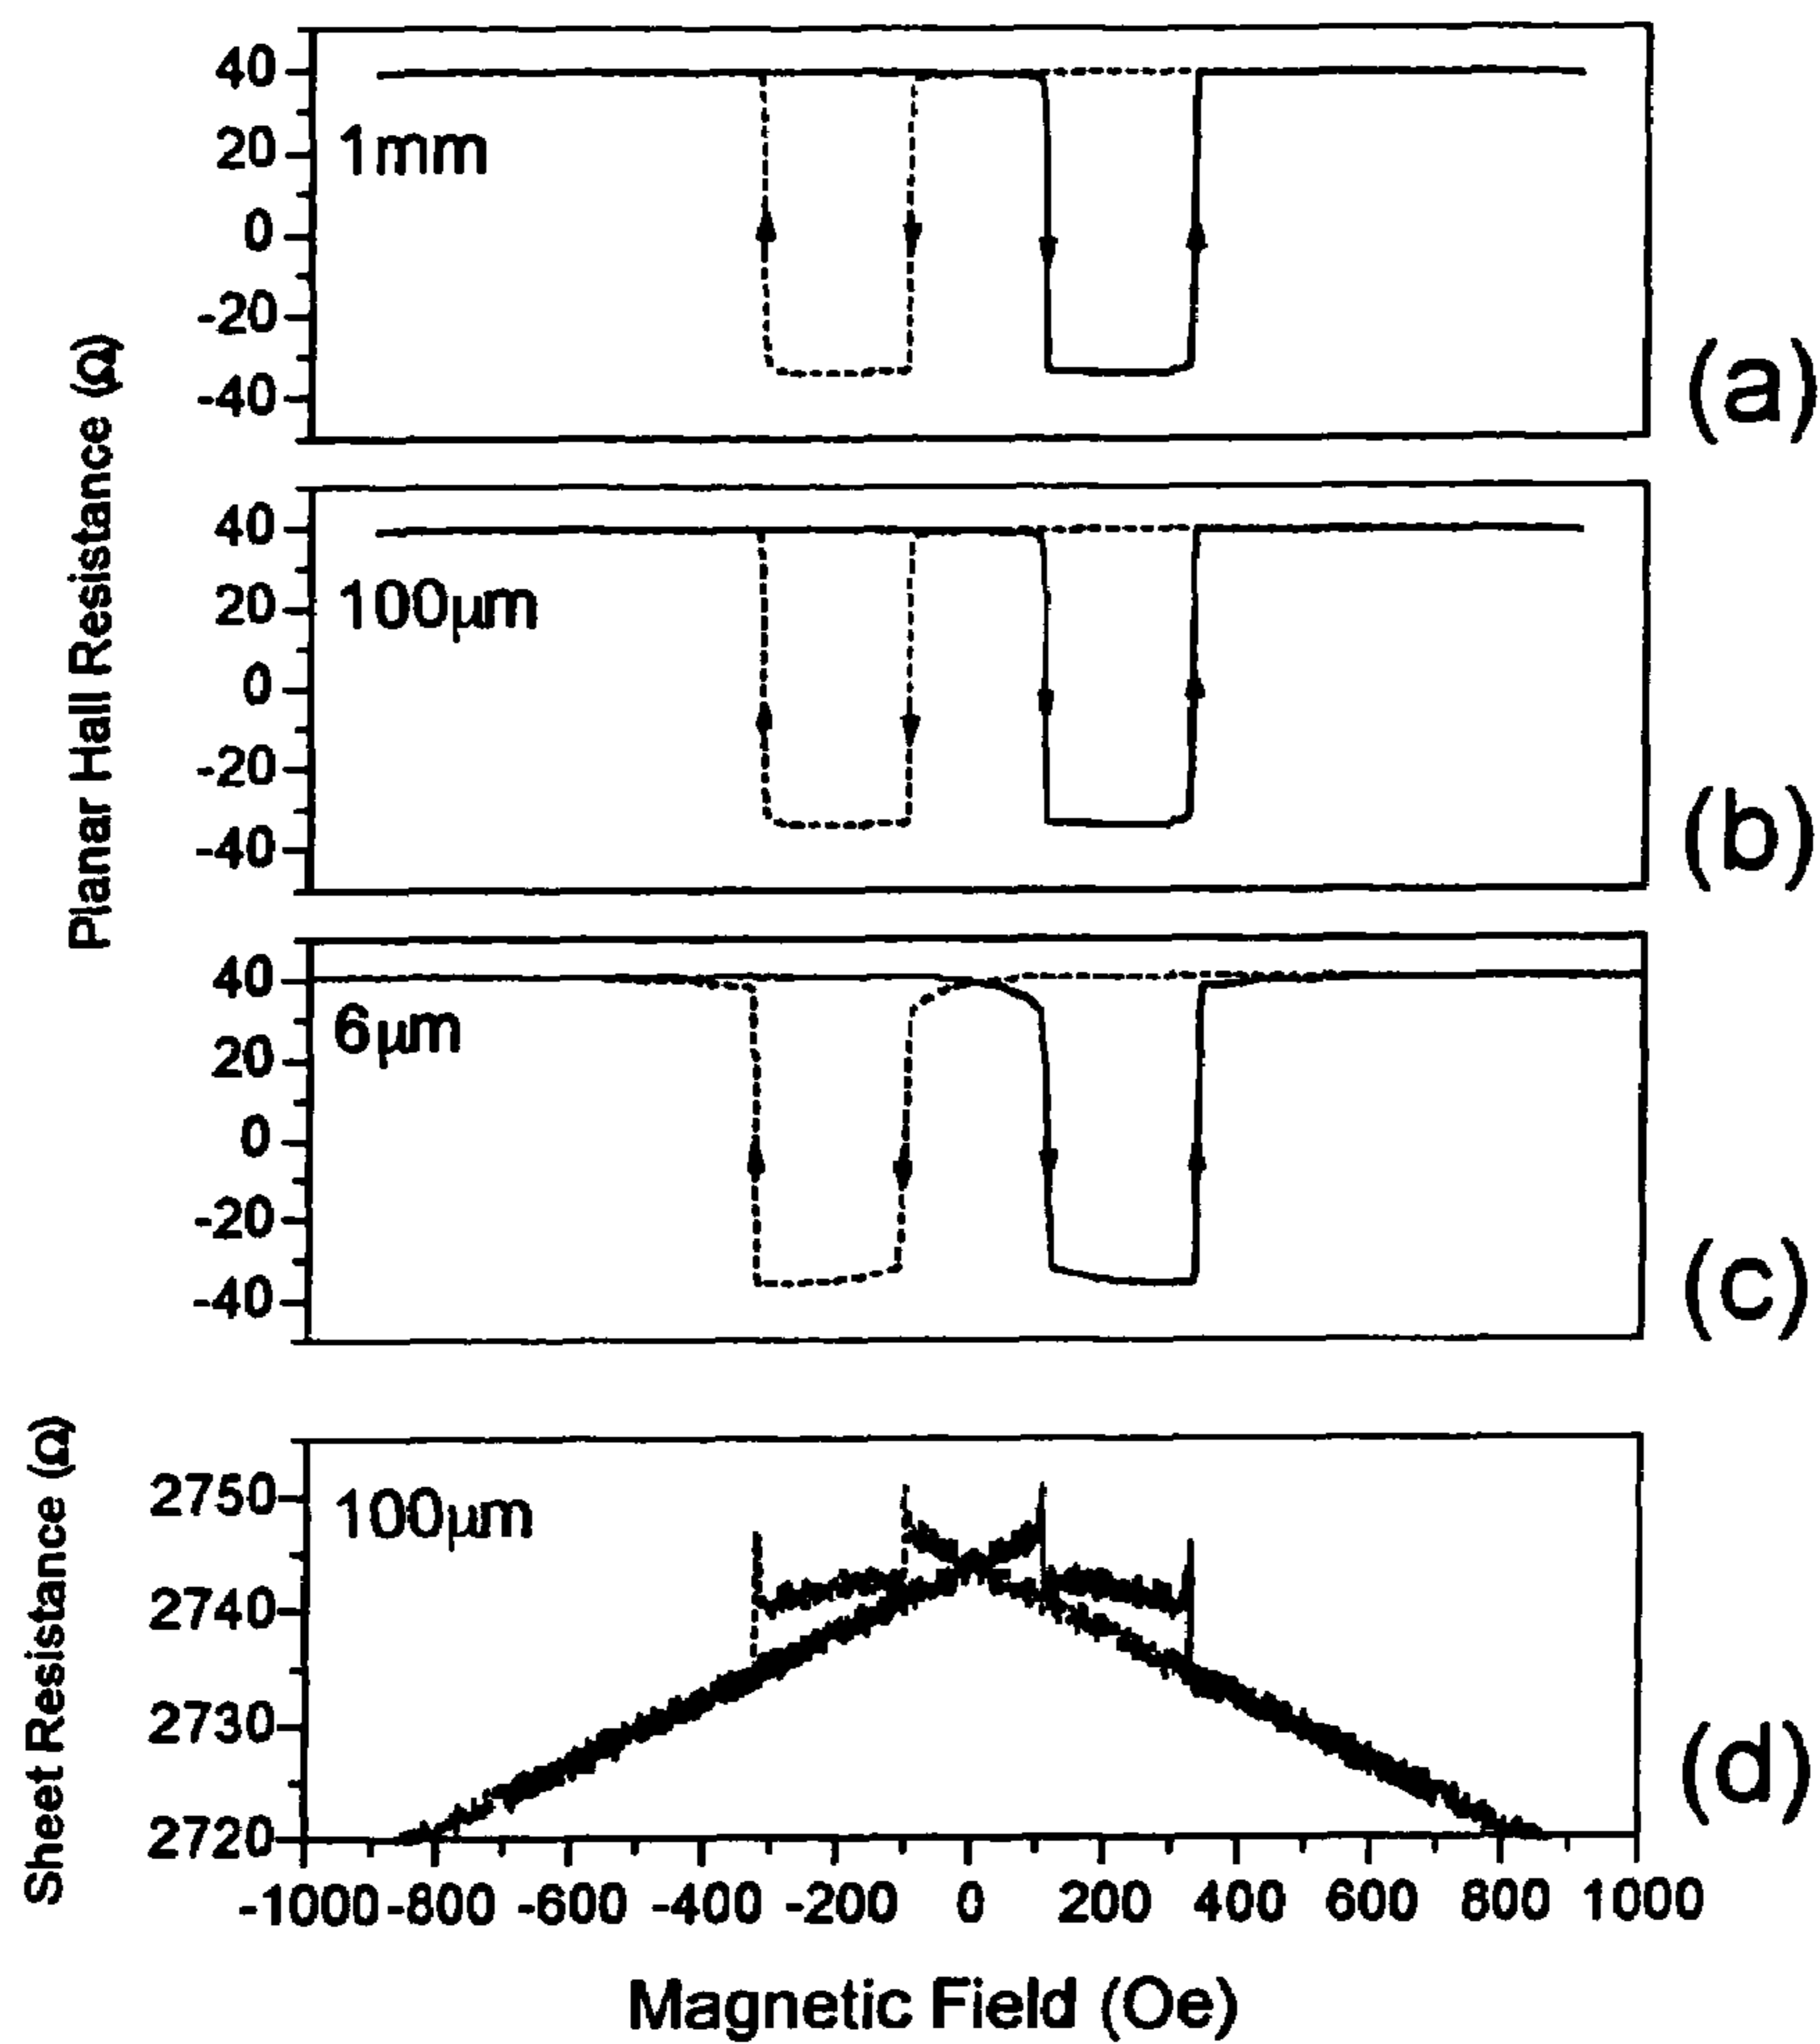 Planar Hall Resistance (Ω)
40
20
0
-20
-40
1mm
(a)
40
20
0
-20
-40
100μm
(b)
40
20
0
-20
-40
6μm
(c)
Sheet Resistance (Ω)
2750
2740
2730
2720
100μm
(d)
-1000 -800 -600 -400 -200 0 200 400 600 800 1000
Magnetic Field (Oe)